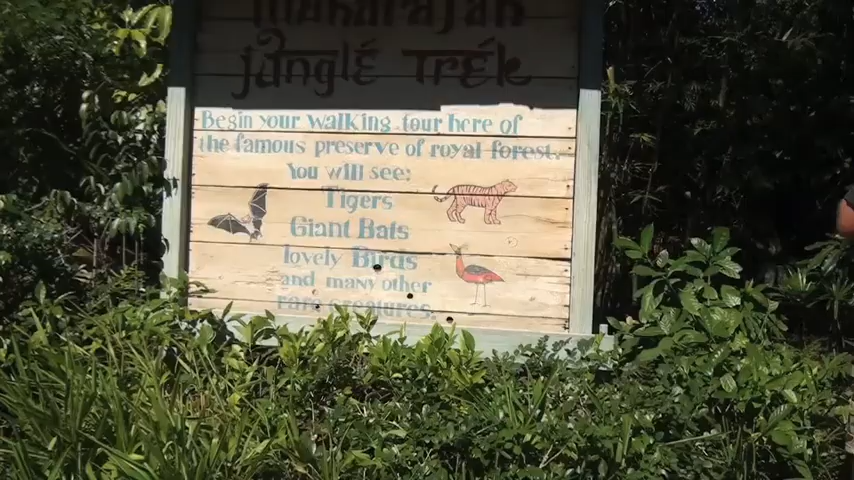 maharajah
jungle Trek
Begin your walking tour here of
the famous preserve of royal forest.
You will see:
Tigers
Giant Bats
lovely Birds
and many other
rare creatures.